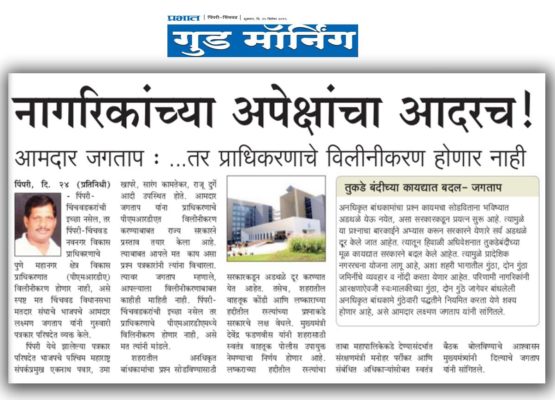 प्रभात
पिंपरी-चिंचवड
गुड मॉर्निंग
नागरिकांच्या अपेक्षांचा आदरच!
आमदार जगताप : ...तर प्राधिकरणाचे विलीनीकरण होणार नाही
पिंपरी, दि. २४ (प्रतिनिधी)
- पिंपरी-
चिंचवडकरांची
इच्छा नसेल, तर
पिंपरी-चिंचवड
नवनगर विकास
प्राधिकरणाचे
पुणे महानगर क्षेत्र विकास
प्राधिकरणात (पीएमआरडीए)
विलीनीकरण होणार नाही, असे
स्पष्ट मत चिंचवड विधानसभा
मतदार संघाचे भाजपचे आमदार
लक्ष्मण जगताप यांनी गुरुवारी
पत्रकार परिषदेत व्यक्त केले.
पिंपरी येथे झालेल्या पत्रकार
परिषदेत भाजपचे पश्चिम महाराष्ट्र
संपर्कप्रमुख एकनाथ पवार, उमा
खापरे, सारंग कामतेकर, राजू दुर्गे
आदी उपस्थित होते. आमदार
जगताप यांना प्राधिकरणाचे
पीएमआरडीएत विलीनीकरण
करण्याबाबत राज्य सरकारने
प्रस्ताव तयार केला आहे.
त्याबाबत आपले मत काय असा
प्रश्न पत्रकारांनी त्यांना विचारला.
त्यावर जगताप म्हणाले,
आपल्याला विलीनीकरणाबाबत
काहीही माहिती नाही. पिंपरी-
चिंचवडकरांची इच्छा नसेल तर
प्राधिकरणाचे पीएमआरडीएमध्ये
विलीनीकरण होणार नाही, असे
मत त्यांनी मांडले.
शहरातील अनधिकृत
बांधकामांचा प्रश्न सोडविण्यासाठी
सरकारकडून अडथळे दूर करण्यात
येत आहेत. तसेच, शहरातील
वाहतूक कोंडी आणि लष्कराच्या
हद्दीतील रस्त्यांच्या प्रश्नाकडे
सरकारचे लक्ष वेधले. मुख्यमंत्री
देवेंद्र फडणवीस यांनी शहरासाठी
स्वतंत्र वाहतूक पोलीस उपायुक्त
नेमण्याचा निर्णय होणार आहे.
लष्कराच्या हद्दीतील रस्त्यांचा
तुकडे बंदीच्या कायद्यात बदल- जगताप
अनधिकृत बांधकामांचा प्रश्न कायमचा सोडविताना भविष्यात
अडथळे येऊ नयेत, असा सरकारकडून प्रयत्न सुरू आहे. त्यामुळे
या प्रश्नाचा बारकाईने अभ्यास करून सरकारने येणारे सर्व अडथळे
दूर केले जात आहेत. त्यातून हिवाळी अधिवेशनात तुकडेबंदीच्या
मूळ कायद्यात सरकारने बदल केले आहेत. त्यामुळे प्रादेशिक
नगररचना योजना लागू आहे, अशा शहरी भागातील गुंठा, दोन गुंठे
जमिनींचे व्यवहार व नोंदी करता येणार आहेत. परिणामी नागरिकांनी
आरक्षणाऐवजी स्वःमालकीच्या गुंठा, दोन गुंठे जागेवर बांधलेली
अनधिकृत बांधकामे गुंठेवारी पद्धतीने नियमित करता येणे शक्य
होणार आहे, असे आमदार लक्ष्मण जगताप यांनी सांगितले.
ताबा महापालिकेकडे देण्यासंदर्भात
संरक्षणमंत्री मनोहर पर्रीकर आणि
संबंधित अधिकाऱ्यांसोबत स्वतंत्र
बैठक बोलविण्याचे आश्वासन
मुख्यमंत्र्यांनी दिल्याचे जगताप
यांनी सांगितले.